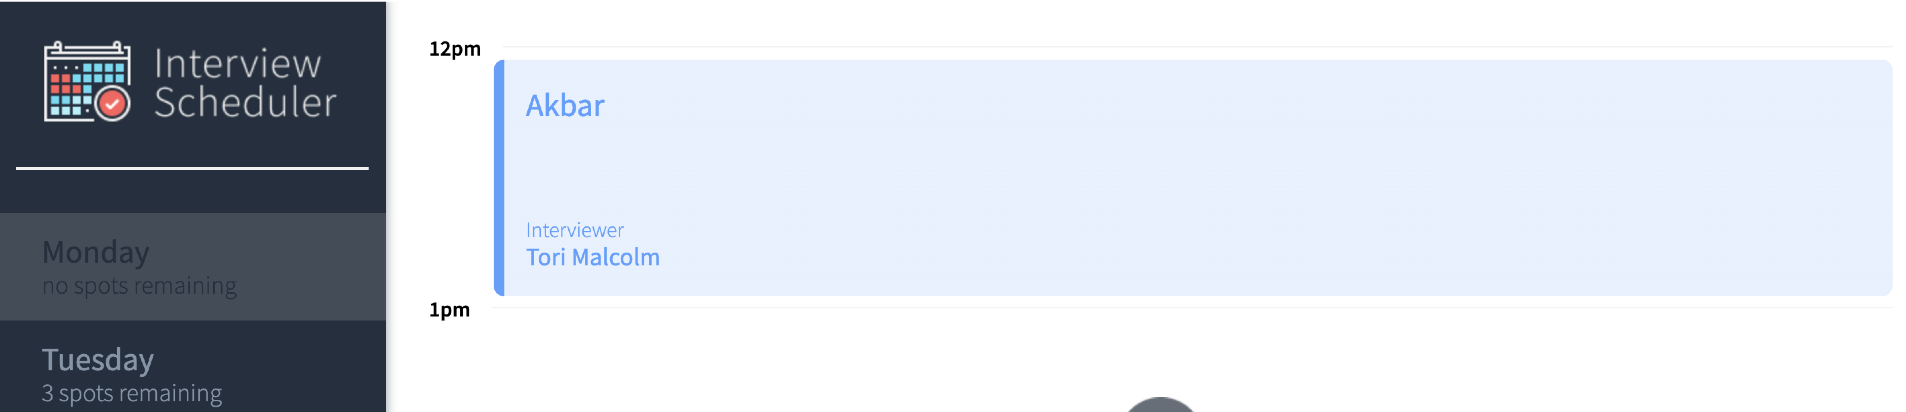 Interview
Scheduler
Monday
no spots remaining
Tuesday
3 spots remaining
12pm
Akbar
Interviewer
Tori Malcolm
1pm